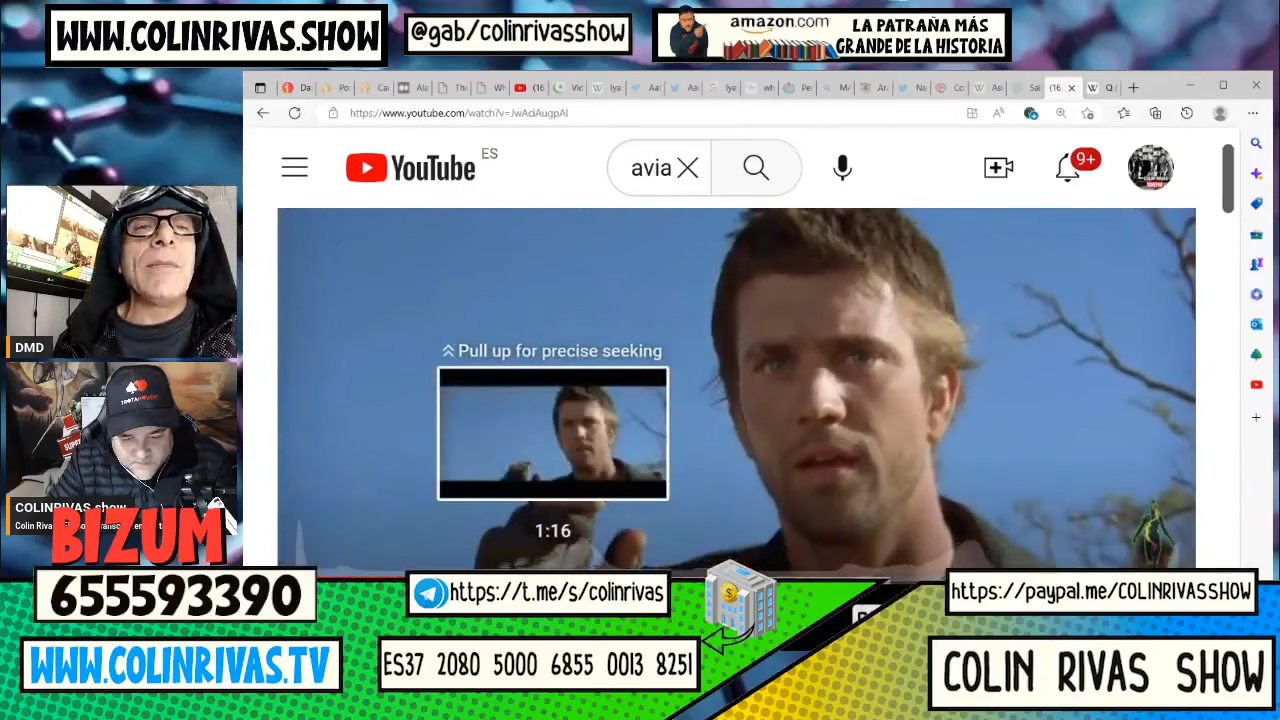 WWW.COLINRIVAS.SHOW
@gab/colinrivasshow
amazon.com
LA PATRAÑA MÁS
GRANDE DE LA HISTORIA
https://www.youtube.com/watch?v=JwAciAugpAI
YouTube
ES
avia
9+
DMD
Pull up for precise seeking
1:16
COLINRIVAS show
BIZUM
655593390
https://t.me/s/colinrivas
https://paypal.me/COLINRIVASSHOW
WWW.COLINRIVAS.TV
ES37 2080 5000 6855 0013 8251
COLIN RIVAS SHOW